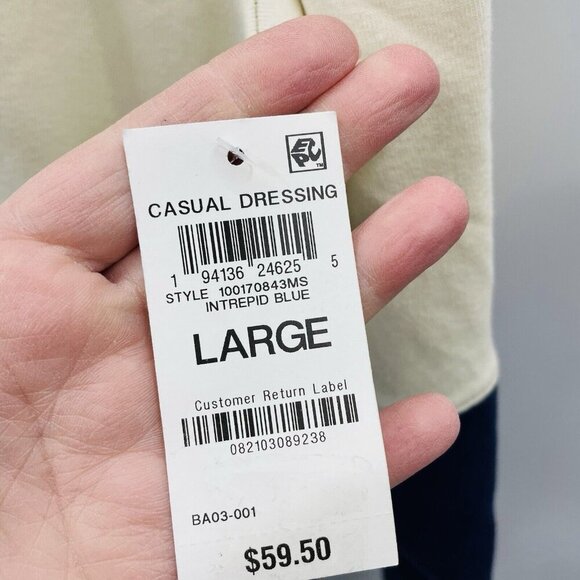 EPC™
CASUAL DRESSING
1 94136 24625 5
STYLE 100170843MS
INTREPID BLUE
LARGE
Customer Return Label
082103089238
BA03-001
$59.50